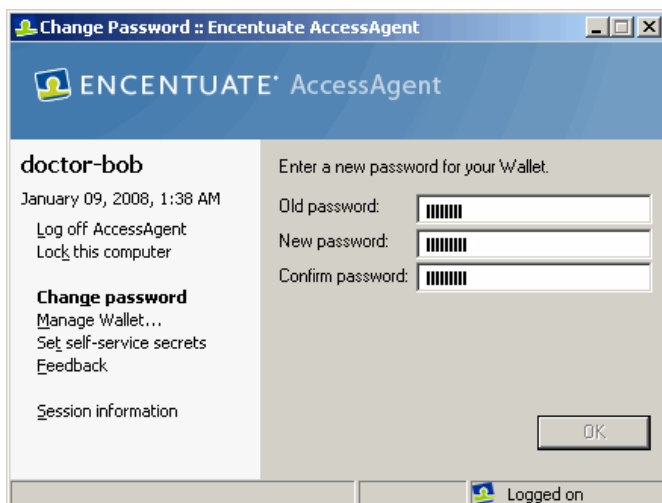 Change Password :: Encentuate AccessAgent
ENCENTUATE® AccessAgent
doctor-bob
January 09, 2008, 1:38 AM
Log off AccessAgent
Lock this computer
Change password
Manage Wallet...
Set self-service secrets
Feedback
Session information
Enter a new password for your Wallet.
Old password:
New password:
Confirm password:
OK
Logged on